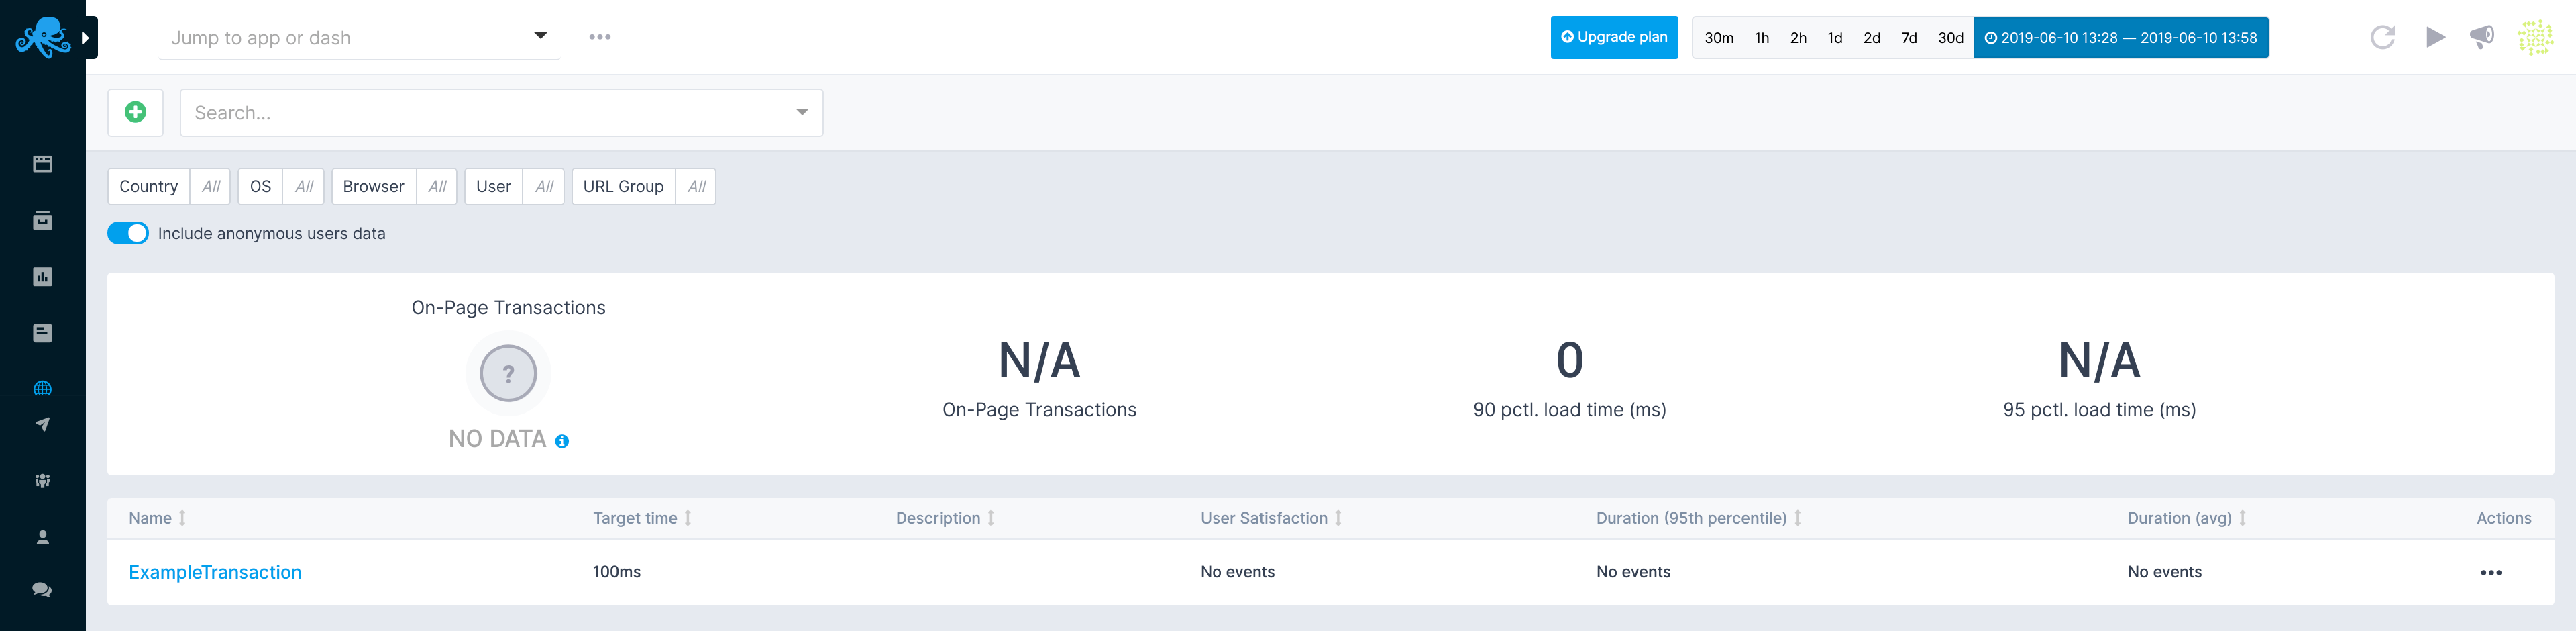 Jump to app or dash
Upgrade plan 30m 1h 2h 1d 2d 7d 30d 2019-06-10 13:28 — 2019-06-10 13:58
Search...
Country All OS All Browser All User All URL Group All
Include anonymous users data
On-Page Transactions
?
NO DATA
N/A
On-Page Transactions
0
90 pctl. load time (ms)
N/A
95 pctl. load time (ms)
Name Target time Description User Satisfaction Duration (95th percentile) Duration (avg) Actions
ExampleTransaction 100ms No events No events No events